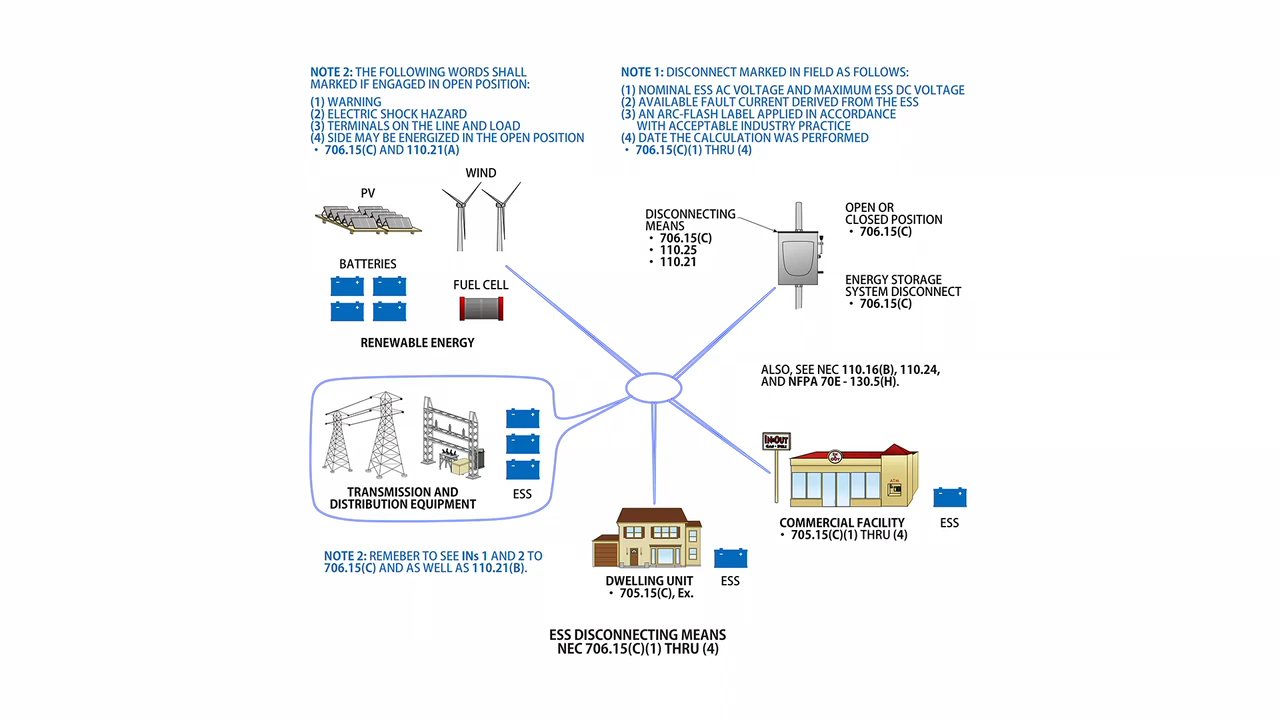 NOTE 2: THE FOLLOWING WORDS SHALL
MARKED IF ENGAGED IN OPEN POSITION:
(1) WARNING
(2) ELECTRIC SHOCK HAZARD
(3) TERMINALS ON THE LINE AND LOAD
(4) SIDE MAY BE ENERGIZED IN THE OPEN POSITION
• 706.15(C) AND 110.21(A)
NOTE 1: DISCONNECT MARKED IN FIELD AS FOLLOWS:
(1) NOMINAL ESS AC VOLTAGE AND MAXIMUM ESS DC VOLTAGE
(2) AVAILABLE FAULT CURRENT DERIVED FROM THE ESS
(3) AN ARC-FLASH LABEL APPLIED IN ACCORDANCE
WITH ACCEPTABLE INDUSTRY PRACTICE
(4) DATE THE CALCULATION WAS PERFORMED
• 706.15(C)(1) THRU (4)
PV
WIND
BATTERIES
FUEL CELL
RENEWABLE ENERGY
DISCONNECTING
MEANS
• 706.15(C)
• 110.25
• 110.21
OPEN OR
CLOSED POSITION
• 706.15(C)
ENERGY STORAGE
SYSTEM DISCONNECT
• 706.15(C)
ALSO, SEE NEC 110.16(B), 110.24,
AND NFPA 70E - 130.5(H).
TRANSMISSION AND
DISTRIBUTION EQUIPMENT
ESS
IN OUT
ATM
COMMERCIAL FACILITY
• 705.15(C)(1) THRU (4)
ESS
NOTE 2: REMEBER TO SEE INs 1 AND 2 TO
706.15(C) AND AS WELL AS 110.21(B).
DWELLING UNIT
• 705.15(C), Ex.
ESS
ESS DISCONNECTING MEANS
NEC 706.15(C)(1) THRU (4)